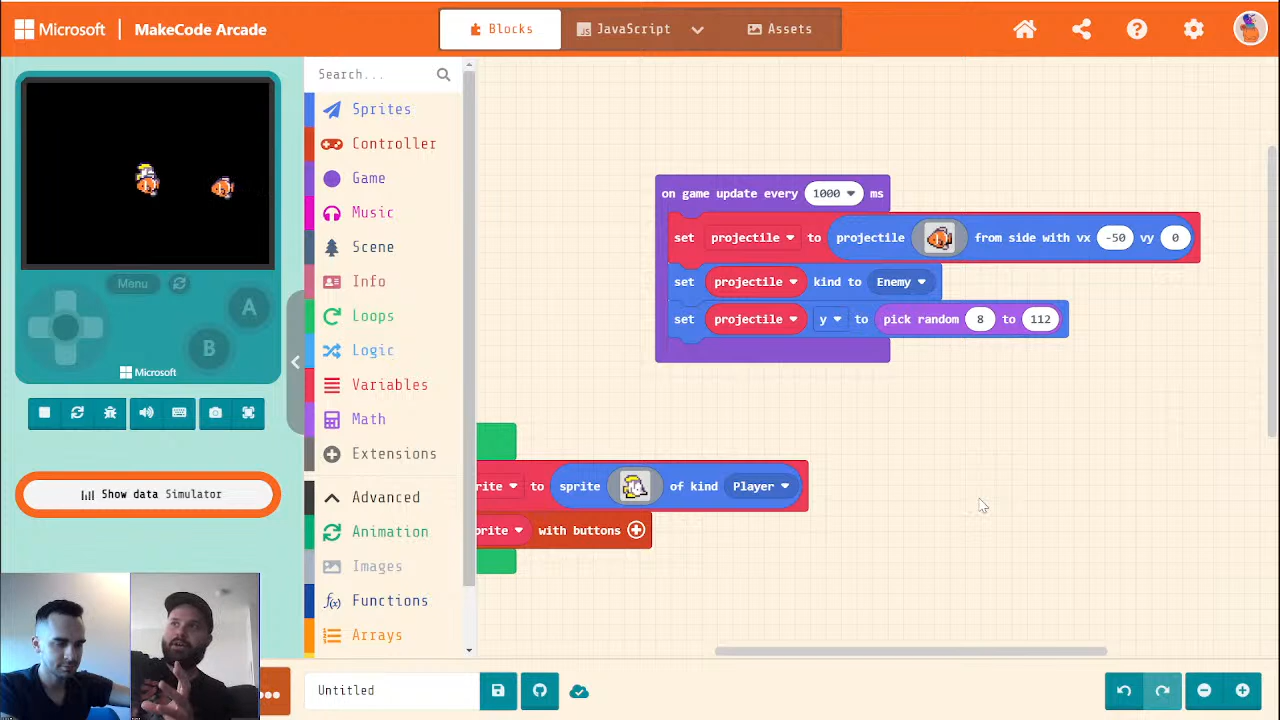 Microsoft MakeCode Arcade Blocks JavaScript Assets
Search...
Sprites
Controller
Game
Music
Scene
Info
Loops
Logic
Variables
Math
Extensions
Advanced
Animation
Images
Functions
Arrays
Menu
A
B
Microsoft
Show data Simulator
on game update every 1000 ms
set projectile to projectile from side with vx -50 vy 0
set projectile kind to Enemy
set projectile y to pick random 8 to 112
rite to sprite of kind Player
prite with buttons
Untitled